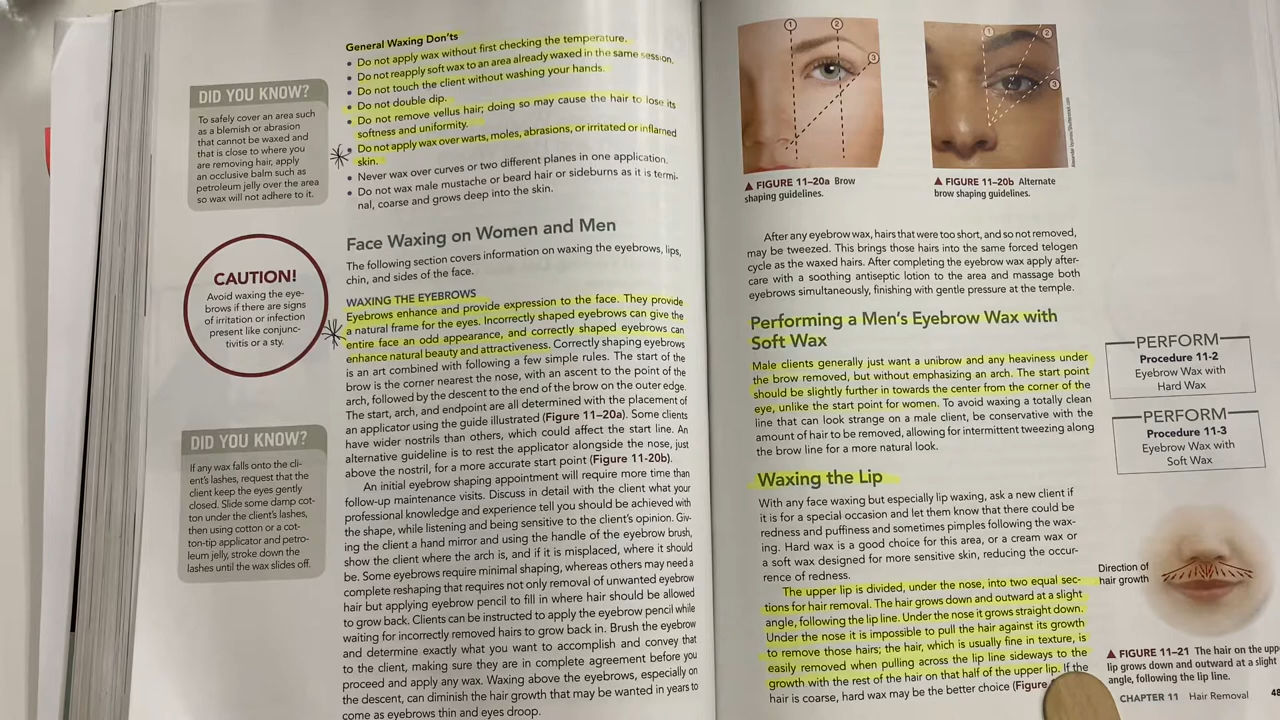 General Waxing Don'ts
• Do not apply wax without first checking the temperature.
• Do not reapply soft wax to an area already waxed in the same session.
• Do not touch the client without washing your hands.
• Do not double dip.
• Do not remove vellus hair; doing so may cause the hair to lose its
softness and uniformity.
• Do not apply wax over warts, moles, abrasions, or irritated or inflamed
skin.
• Never wax over curves or two different planes in one application.
• Do not wax male mustache or beard hair or sideburns as it is termi-
nal, coarse and grows deep into the skin.
DID YOU KNOW?
To safely cover an area such
as a blemish or abrasion
that cannot be waxed and
that is close to where you
are removing hair, apply
an occlusive balm such as
petroleum jelly over the area
so wax will not adhere to it.
Face Waxing on Women and Men
The following section covers information on waxing the eyebrows, lips,
chin, and sides of the face.
CAUTION!
Avoid waxing the eye-
brows if there are signs
of irritation or infection
present like conjunc-
tivitis or a sty.
WAXING THE EYEBROWS
Eyebrows enhance and provide expression to the face. They provide
a natural frame for the eyes. Incorrectly shaped eyebrows can give the
entire face an odd appearance, and correctly shaped eyebrows can
enhance natural beauty and attractiveness. Correctly shaping eyebrows
is an art combined with following a few simple rules. The start of the
brow is the corner nearest the nose, with an ascent to the point of the
arch, followed by the descent to the end of the brow on the outer edge.
The start, arch, and endpoint are all determined with the placement of
an applicator using the guide illustrated (Figure 11–20a). Some clients
have wider nostrils than others, which could affect the start line. An
alternative guideline is to rest the applicator alongside the nose, just
above the nostril, for a more accurate start point (Figure 11-20b).
An initial eyebrow shaping appointment will require more time than
follow-up maintenance visits. Discuss in detail with the client what your
professional knowledge and experience tell you should be achieved with
the shape, while listening and being sensitive to the client's opinion. Giv-
ing the client a hand mirror and using the handle of the eyebrow brush,
show the client where the arch is, and if it is misplaced, where it should
be. Some eyebrows require minimal shaping, whereas others may need a
complete reshaping that requires not only removal of unwanted eyebrow
hair but applying eyebrow pencil to fill in where hair should be allowed
to grow back. Clients can be instructed to apply the eyebrow pencil while
waiting for incorrectly removed hairs to grow back in. Brush the eyebrow
and determine exactly what you want to accomplish and convey that
to the client, making sure they are in complete agreement before you
proceed and apply any wax. Waxing above the eyebrows, especially on
the descent, can diminish the hair growth that may be wanted in years to
come as eyebrows thin and eyes droop.
DID YOU KNOW?
If any wax falls onto the cli-
ent's lashes, request that the
client keep the eyes gently
closed. Slide some damp cot-
ton under the client's lashes,
then using cotton or a cot-
ton-tip applicator and petro-
leum jelly, stroke down the
lashes until the wax slides off.
1
2
3
▲ FIGURE 11–20a Brow
shaping guidelines.
1
2
3
▲ FIGURE 11–20b Alternate
brow shaping guidelines.
After any eyebrow wax, hairs that were too short, and so not removed,
may be tweezed. This brings those hairs into the same forced telogen
cycle as the waxed hairs. After completing the eyebrow wax apply after-
care with a soothing antiseptic lotion to the area and massage both
eyebrows simultaneously, finishing with gentle pressure at the temple.
Performing a Men's Eyebrow Wax with
Soft Wax
Male clients generally just want a unibrow and any heaviness under
the brow removed, but without emphasizing an arch. The start point
should be slightly further in towards the center from the corner of the
eye, unlike the start point for women. To avoid waxing a totally clean
line that can look strange on a male client, be conservative with the
amount of hair to be removed, allowing for intermittent tweezing along
the brow line for a more natural look.
PERFORM
Procedure 11-2
Eyebrow Wax with
Hard Wax
PERFORM
Procedure 11-3
Eyebrow Wax with
Soft Wax
Waxing the Lip
With any face waxing but especially lip waxing, ask a new client if
it is for a special occasion and let them know that there could be
redness and puffiness and sometimes pimples following the wax-
ing. Hard wax is a good choice for this area, or a cream wax or
a soft wax designed for more sensitive skin, reducing the occur-
rence of redness.
The upper lip is divided, under the nose, into two equal sec-
tions for hair removal. The hair grows down and outward at a slight
angle, following the lip line. Under the nose it grows straight down.
Under the nose it is impossible to pull the hair against its growth
to remove those hairs; the hair, which is usually fine in texture, is
easily removed when pulling across the lip line sideways to the
growth with the rest of the hair on that half of the upper lip. If the
hair is coarse, hard wax may be the better choice (Figure
Direction of
hair growth
▲ FIGURE 11–21 The hair on the
lip grows down and outward at a slight
angle, following the lip line.
CHAPTER 11 Hair Removal